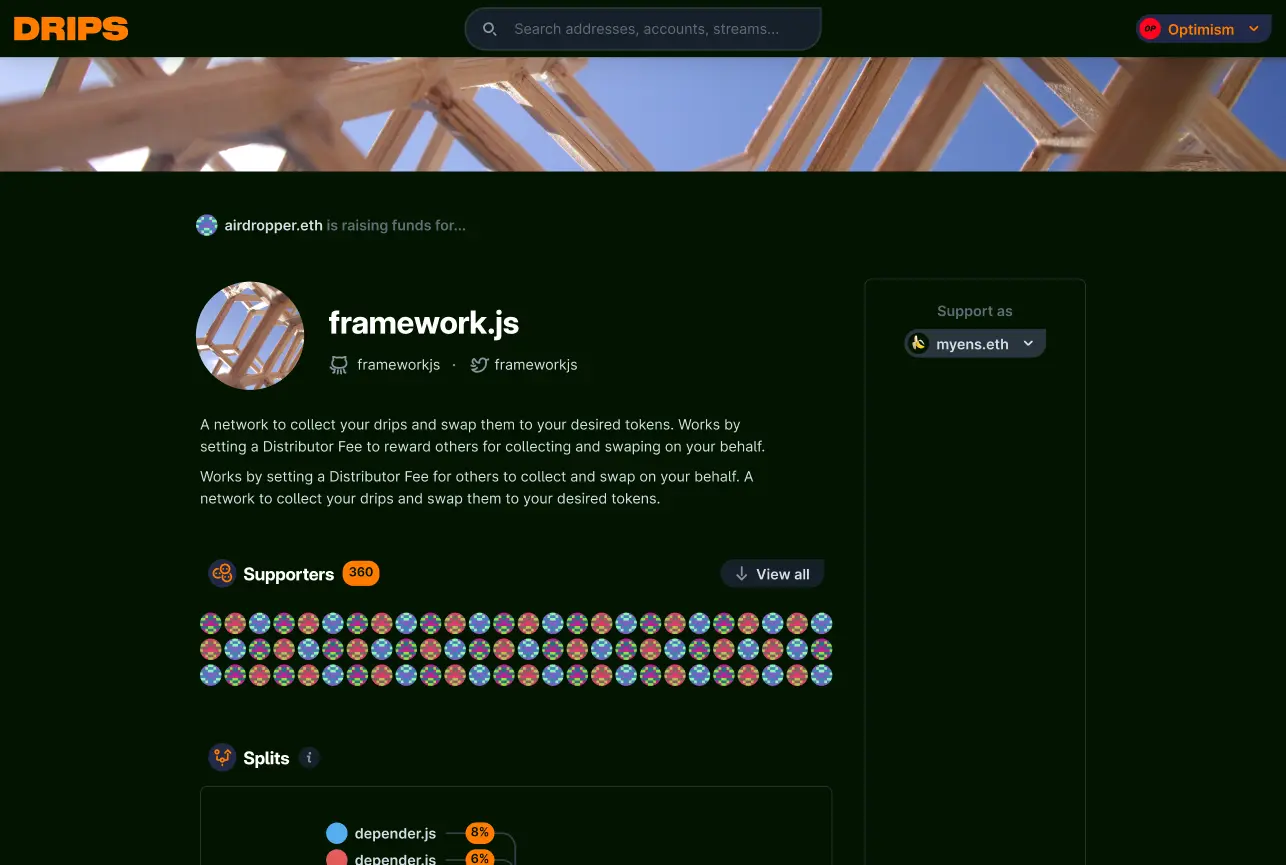 DRIPS
Search addresses, accounts, streams...
OP
Optimism
airdropper.eth is raising funds for...
framework.js
frameworkjs · frameworkjs
Support as
myens.eth
A network to collect your drips and swap them to your desired tokens. Works by
setting a Distributor Fee to reward others for collecting and swaping on your behalf.
Works by setting a Distributor Fee for others to collect and swap on your behalf. A
network to collect your drips and swap them to your desired tokens.
Supporters 360
View all
Splits i
depender.js 8%
depender.js 6%